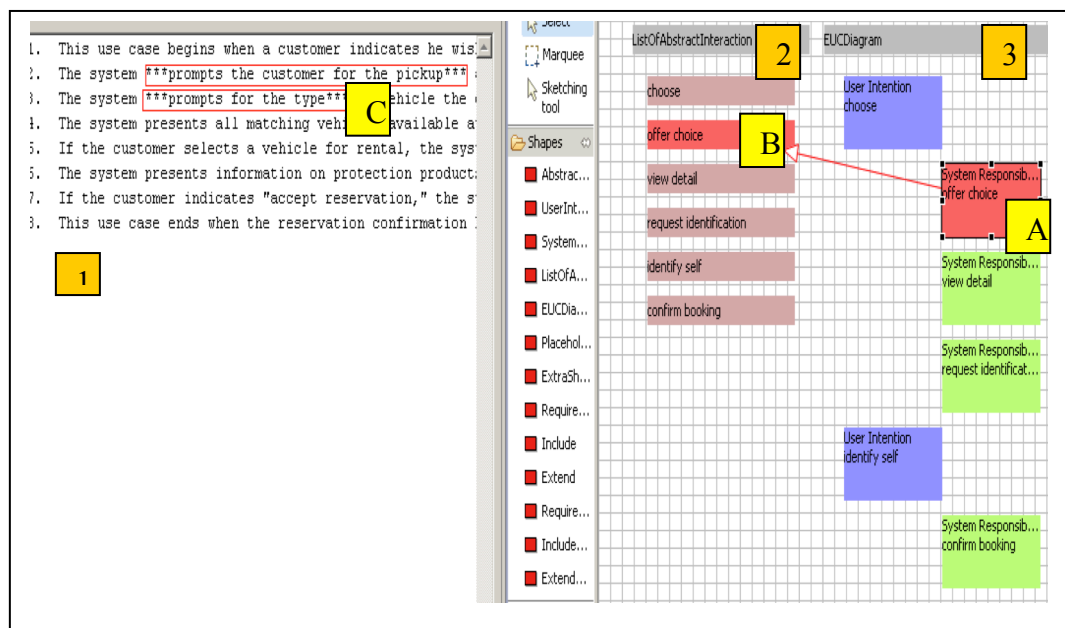 1. This use case begins when a customer indicates he wis
2. The system ***prompts the customer for the pickup***
3. The system ***prompts for the type*** vehicle the
4. The system presents all matching vehi available a
5. If the customer selects a vehicle for rental, the sys
6. The system presents information on protection product
7. If the customer indicates "accept reservation," the s
8. This use case ends when the reservation confirmation
C
1
Select
Marquee
Sketching
tool
Shapes
Abstrac...
UserInt...
System...
ListOfA...
EUCDia...
Placehol...
ExtraSh...
Require...
Include
Extend
Require...
Include...
Extend...
ListOfAbstractInteraction
2
choose
offer choice
B
view detail
request identification
identify self
confirm booking
EUCDiagram
3
User Intention
choose
System Responsib...
offer choice
A
System Responsib...
view detail
System Responsib...
request identificat...
User Intention
identify self
System Responsib...
confirm booking